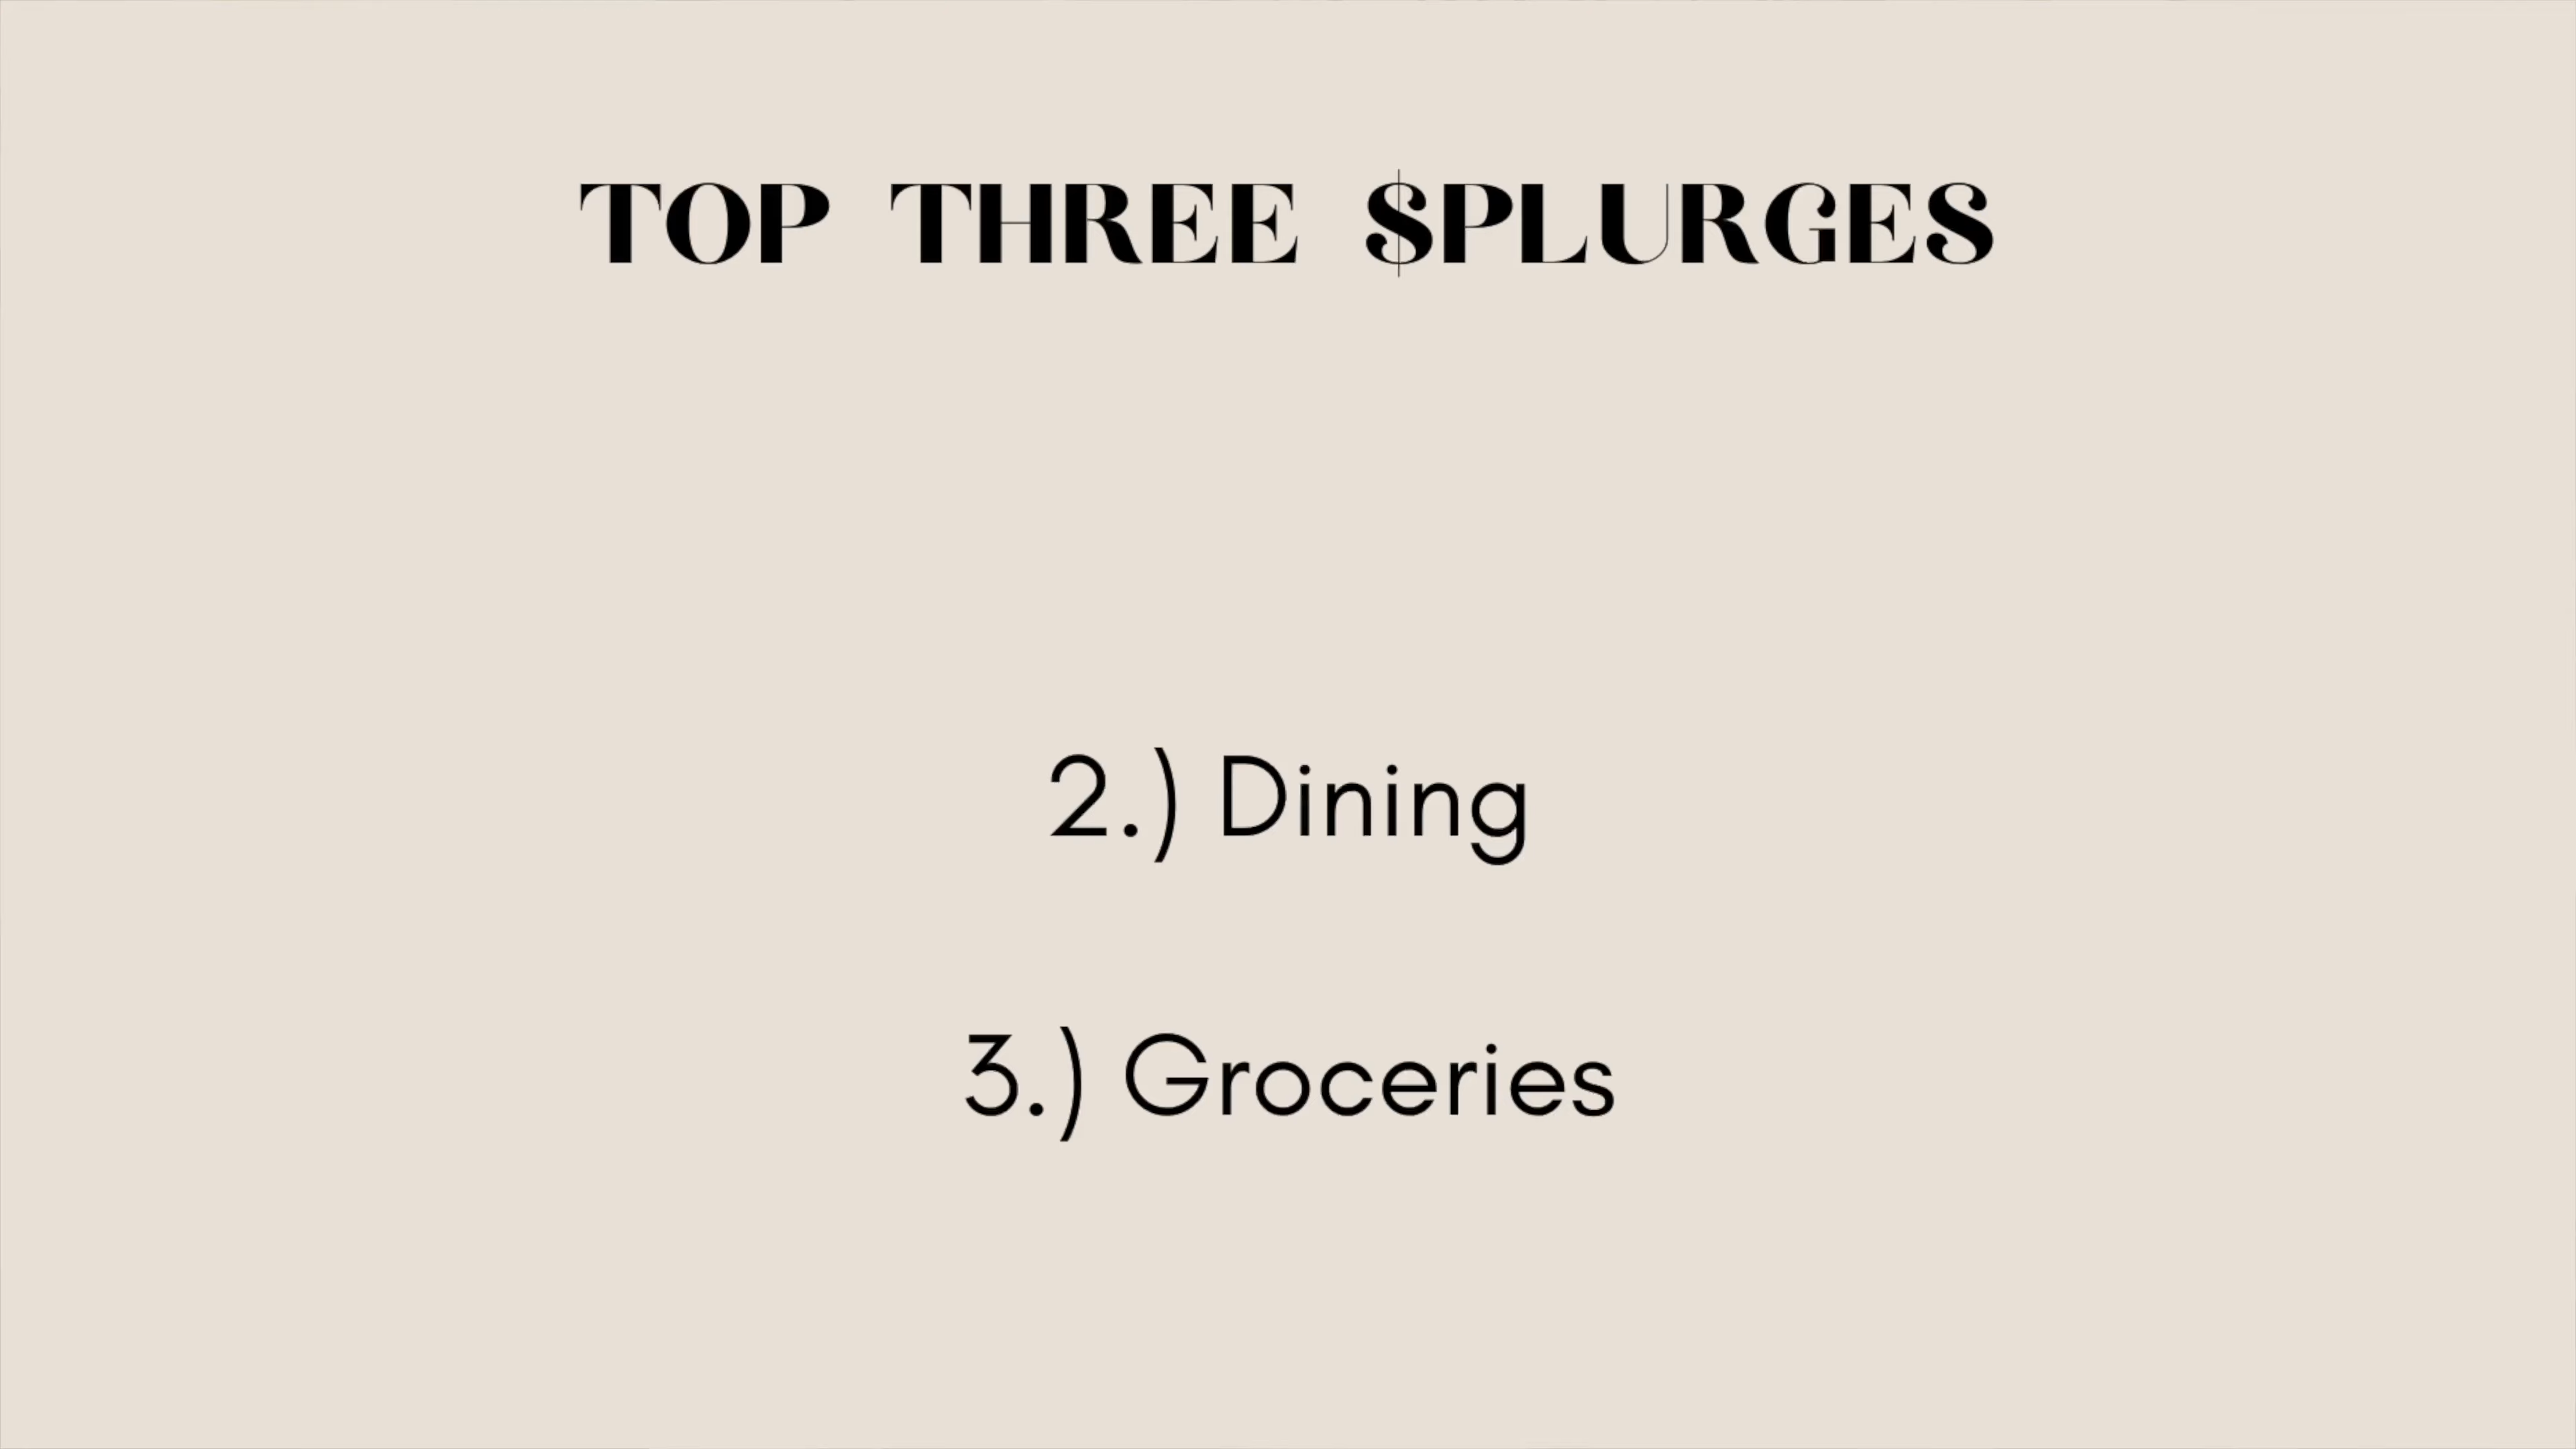 TOP THREE $PLURGES
2.) Dining
3.) Groceries